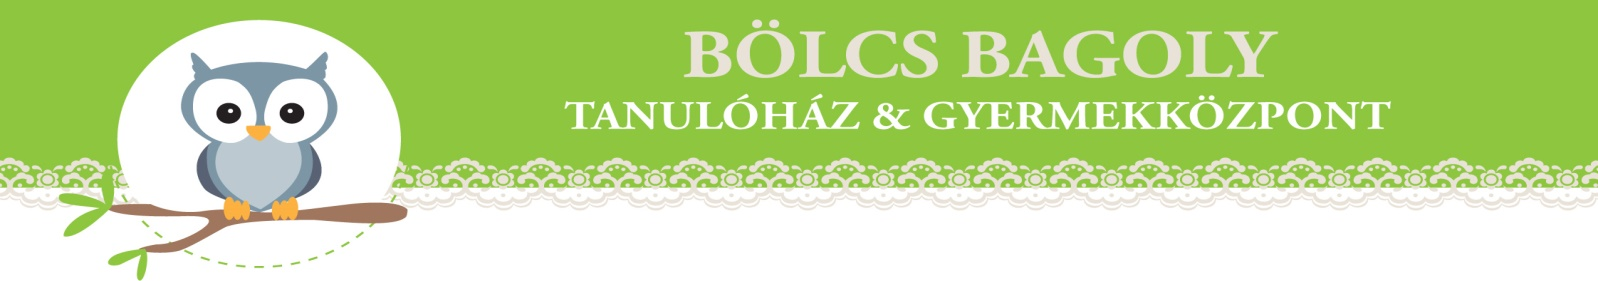 BÖLCS BAGOLY
TANULÓHÁZ & GYERMEKKÖZPONT